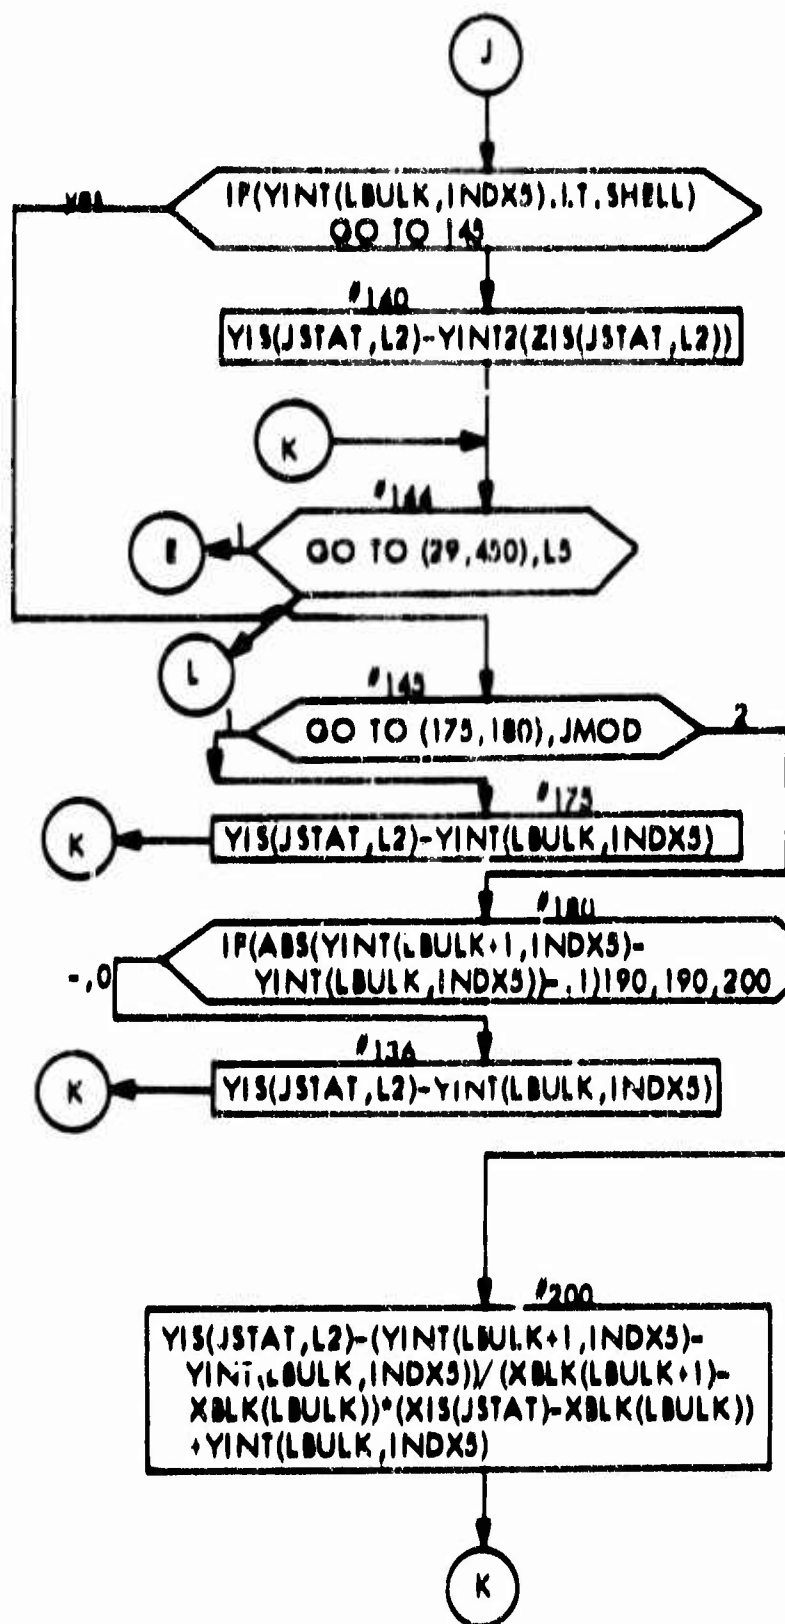 J
YES
IF(YINT(LBULK,INDX5).LT.SHELL)
GO TO 145
#140
YIS(JSTAT,L2)-YINT2(ZIS(JSTAT,L2))
K
#144
E
1
GO TO (29,450),L5
L
#145
1
GO TO (175,180),JMOD
2
#175
K
YIS(JSTAT,L2)-YINT(LBULK,INDX5)
#180
IF(ABS(YINT(LBULK+1,INDX5)-
-,0
YINT(LBULK,INDX5))-.1)190,190,200
#136
K
YIS(JSTAT,L2)-YINT(LBULK,INDX5)
#200
YIS(JSTAT,L2)-(YINT(LBULK+1,INDX5)-
YINT(LBULK,INDX5))/(XBLK(LBULK+1)-
XBLK(LBULK))*(XIS(JSTAT)-XBLK(LBULK))
+YINT(LBULK,INDX5)
K